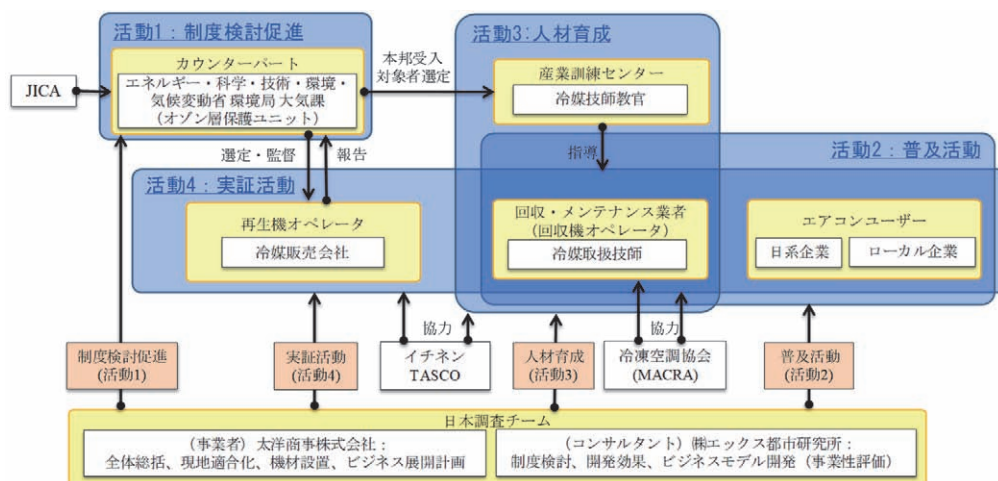 活動1：制度検討促進
カウンターパート
エネルギー・科学・技術・環境・
気候変動省 環境局 大気課
(オゾン層保護ユニット)
JICA
本邦受入
対象者選定
活動3:人材育成
産業訓練センター
冷媒技師教官
選定・監督
報告
指導
活動2：普及活動
活動4：実証活動
再生機オペレータ
冷媒販売会社
回収・メンテナンス業者
(回収機オペレータ)
冷媒取扱技師
エアコンユーザー
日系企業
ローカル企業
協力
協力
制度検討促進
(活動1)
実証活動
(活動4)
イチネン
TASCO
人材育成
(活動3)
冷凍空調協会
(MACRA)
普及活動
(活動2)
日本調査チーム
(事業者) 太洋商事株式会社：
全体総括、現地適合化、機材設置、ビジネス展開計画
(コンサルタント) ㈱エックス都市研究所：
制度検討、開発効果、ビジネスモデル開発 (事業性評価)